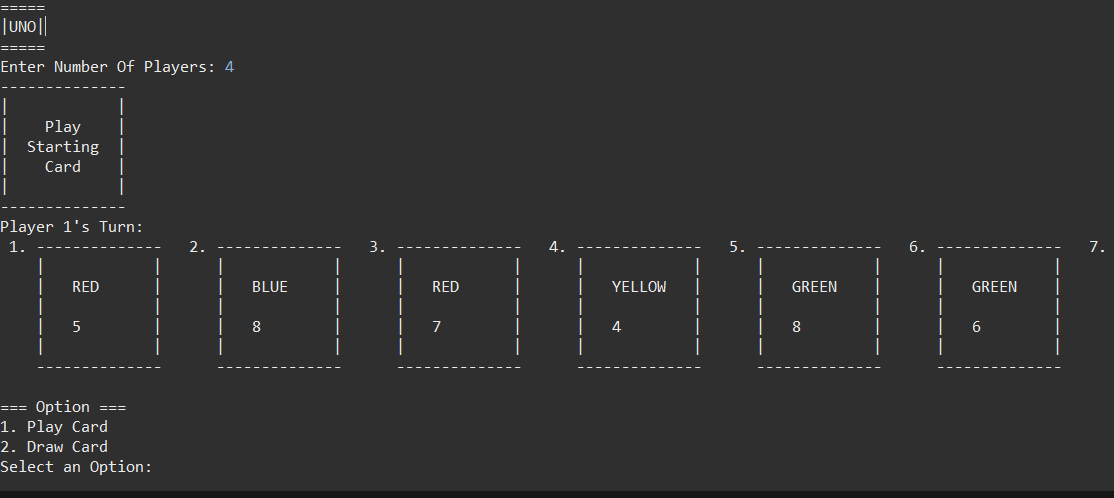 =====
|UNO|
=====
Enter Number Of Players: 4
--------------
|            |
|    Play    |
|  Starting  |
|    Card    |
|            |
--------------
Player 1's Turn:
 1. --------------   2. --------------   3. --------------   4. --------------   5. --------------   6. --------------   7.
    |            |      |            |      |            |      |            |      |            |      |            |
    |   RED      |      |   BLUE     |      |   RED      |      |   YELLOW   |      |   GREEN    |      |   GREEN    |
    |            |      |            |      |            |      |            |      |            |      |            |
    |   5        |      |   8        |      |   7        |      |   4        |      |   8        |      |   6        |
    |            |      |            |      |            |      |            |      |            |      |            |
    --------------      --------------      --------------      --------------      --------------      --------------

=== Option ===
1. Play Card
2. Draw Card
Select an Option: